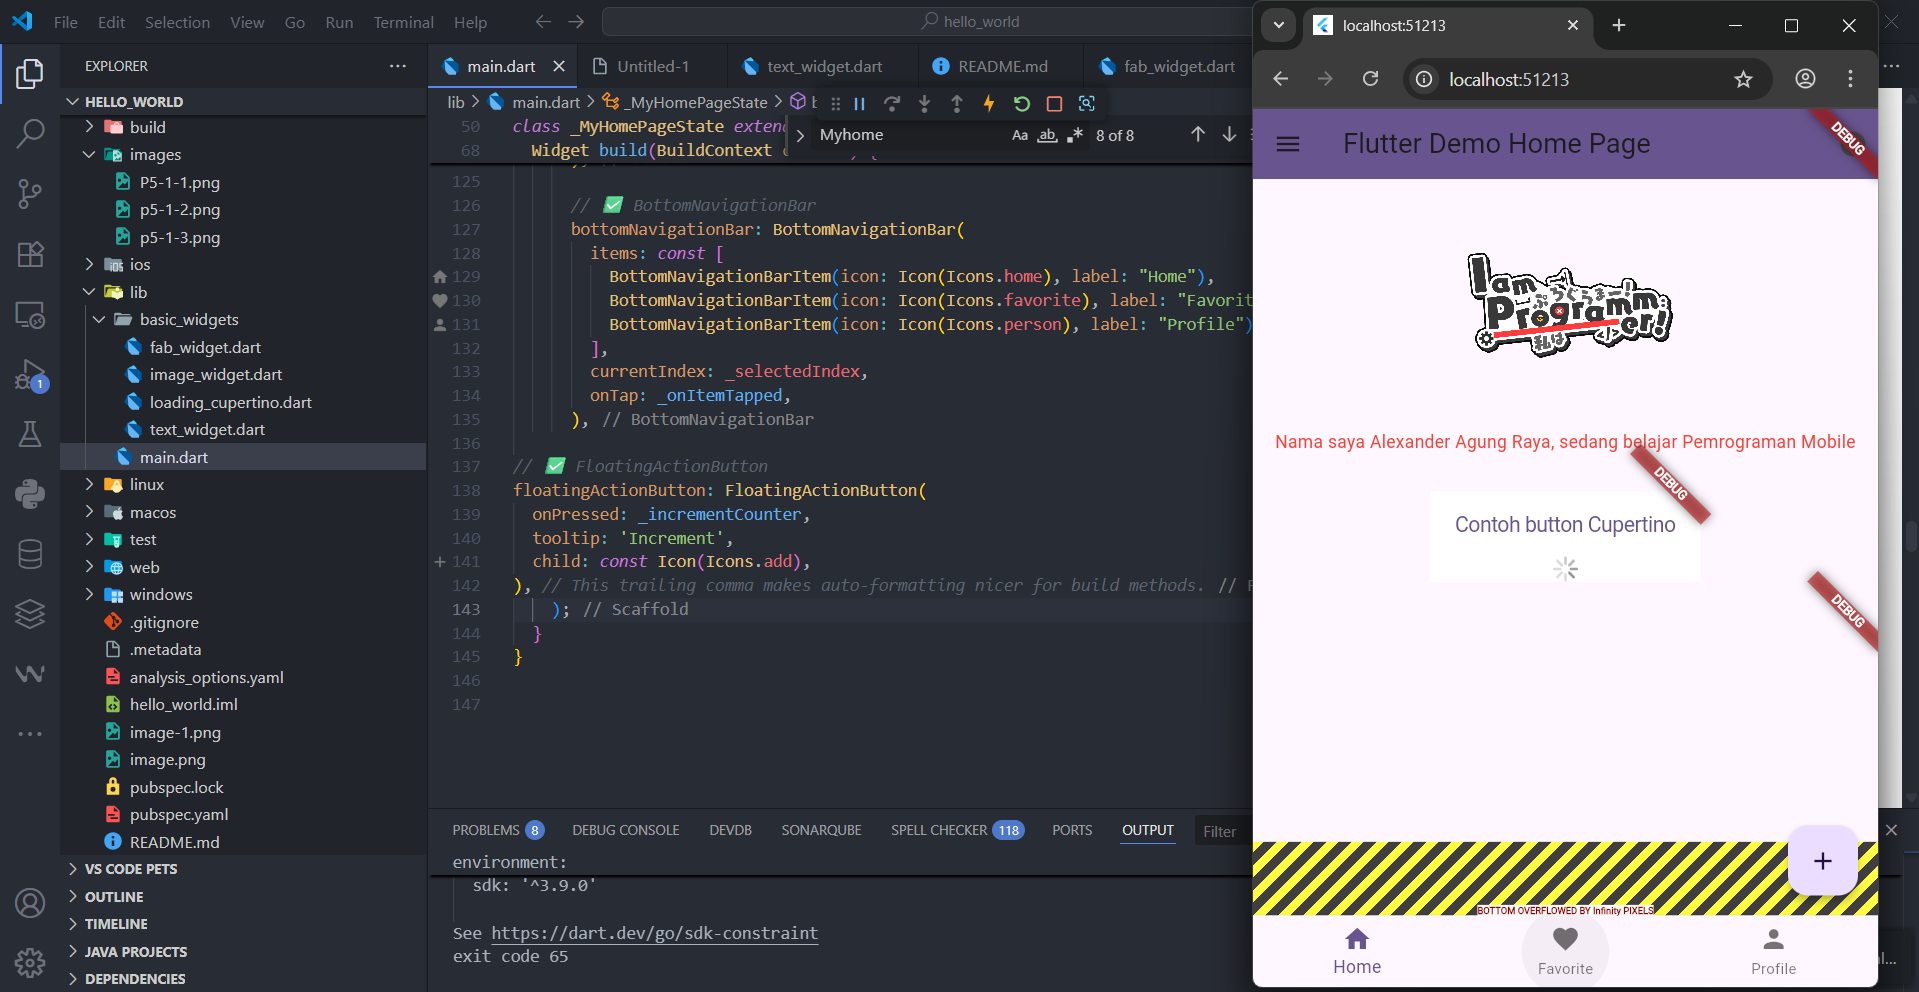 File Edit Selection View Go Run Terminal Help
hello_world
EXPLORER
HELLO_WORLD
build
images
P5-1-1.png
p5-1-2.png
p5-1-3.png
ios
lib
basic_widgets
fab_widget.dart
image_widget.dart
loading_cupertino.dart
text_widget.dart
main.dart
linux
macos
test
web
windows
.gitignore
.metadata
analysis_options.yaml
hello_world.iml
image-1.png
image.png
pubspec.lock
pubspec.yaml
README.md
VS CODE PETS
OUTLINE
TIMELINE
JAVA PROJECTS
DEPENDENCIES
1
main.dart Untitled-1 text_widget.dart README.md fab_widget.dart
lib > main.dart > _MyHomePageState >
Myhome Aa ab 8 of 8
50 class _MyHomePageState exten
68 Widget build(BuildContext
125
126 // ✅ BottomNavigationBar
127 bottomNavigationBar: BottomNavigationBar(
128 items: const [
129 BottomNavigationBarItem(icon: Icon(Icons.home), label: "Home"),
130 BottomNavigationBarItem(icon: Icon(Icons.favorite), label: "Favorit
131 BottomNavigationBarItem(icon: Icon(Icons.person), label: "Profile")
132 ],
133 currentIndex: _selectedIndex,
134 onTap: _onItemTapped,
135 ), // BottomNavigationBar
136
137 // ✅ FloatingActionButton
138 floatingActionButton: FloatingActionButton(
139 onPressed: _incrementCounter,
140 tooltip: 'Increment',
141 child: const Icon(Icons.add),
142 ), // This trailing comma makes auto-formatting nicer for build methods. //
143 ); // Scaffold
144 }
145 }
146
147
PROBLEMS 8 DEBUG CONSOLE DEVDB SONARQUBE SPELL CHECKER 118 PORTS OUTPUT Filter
environment:
sdk: '^3.9.0'
See https://dart.dev/go/sdk-constraint
exit code 65
localhost:51213
localhost:51213
Flutter Demo Home Page
DEBUG
I am
ぷろぐらまー!
Programmer!
私は
Nama saya Alexander Agung Raya, sedang belajar Pemrograman Mobile
DEBUG
Contoh button Cupertino
DEBUG
BOTTOM OVERFLOWED BY Infinity PIXELS
Home Favorite Profile